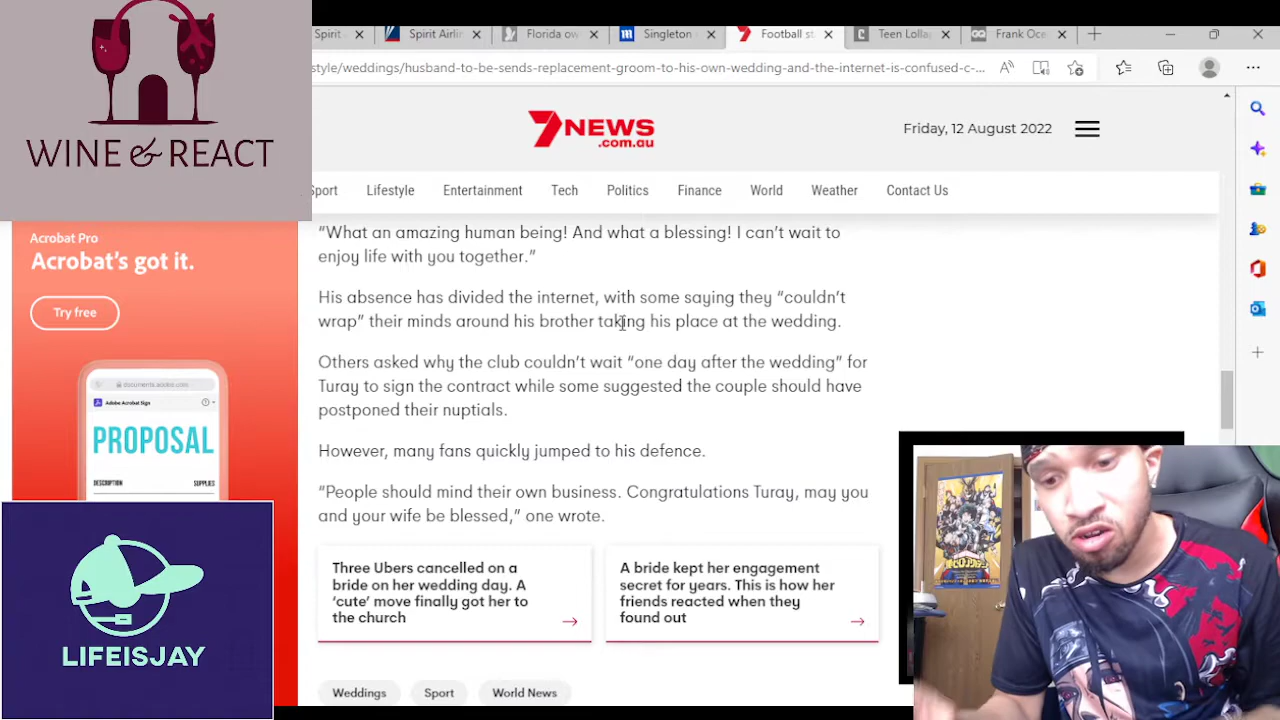 WINE & REACT
Spirit
Spirit Airlin
Florida ow
Singleton
Football st
Teen Lolla
Frank Oce
style/weddings/husband-to-be-sends-replacement-groom-to-his-own-wedding-and-the-internet-is-confused-c-...
7NEWS
.com.au
Friday, 12 August 2022
Sport
Lifestyle
Entertainment
Tech
Politics
Finance
World
Weather
Contact Us
Acrobat Pro
Acrobat's got it.
Try free
documents.adobe.com
Adobe Acrobat Sign
PROPOSAL
DESCRIPTION
SUPPLIES
LIFEISJAY
“What an amazing human being! And what a blessing! I can’t wait to
enjoy life with you together.”
His absence has divided the internet, with some saying they “couldn’t
wrap” their minds around his brother taking his place at the wedding.
Others asked why the club couldn’t wait “one day after the wedding” for
Turay to sign the contract while some suggested the couple should have
postponed their nuptials.
However, many fans quickly jumped to his defence.
“People should mind their own business. Congratulations Turay, may you
and your wife be blessed,” one wrote.
Three Ubers cancelled on a
bride on her wedding day. A
‘cute’ move finally got her to
the church
A bride kept her engagement
secret for years. This is how her
friends reacted when they
found out
Weddings
Sport
World News